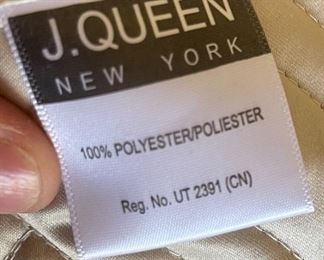 J.QUEEN
NEW YORK
100% POLYESTER/POLIESTER
Reg. No. UT 2391 (CN)